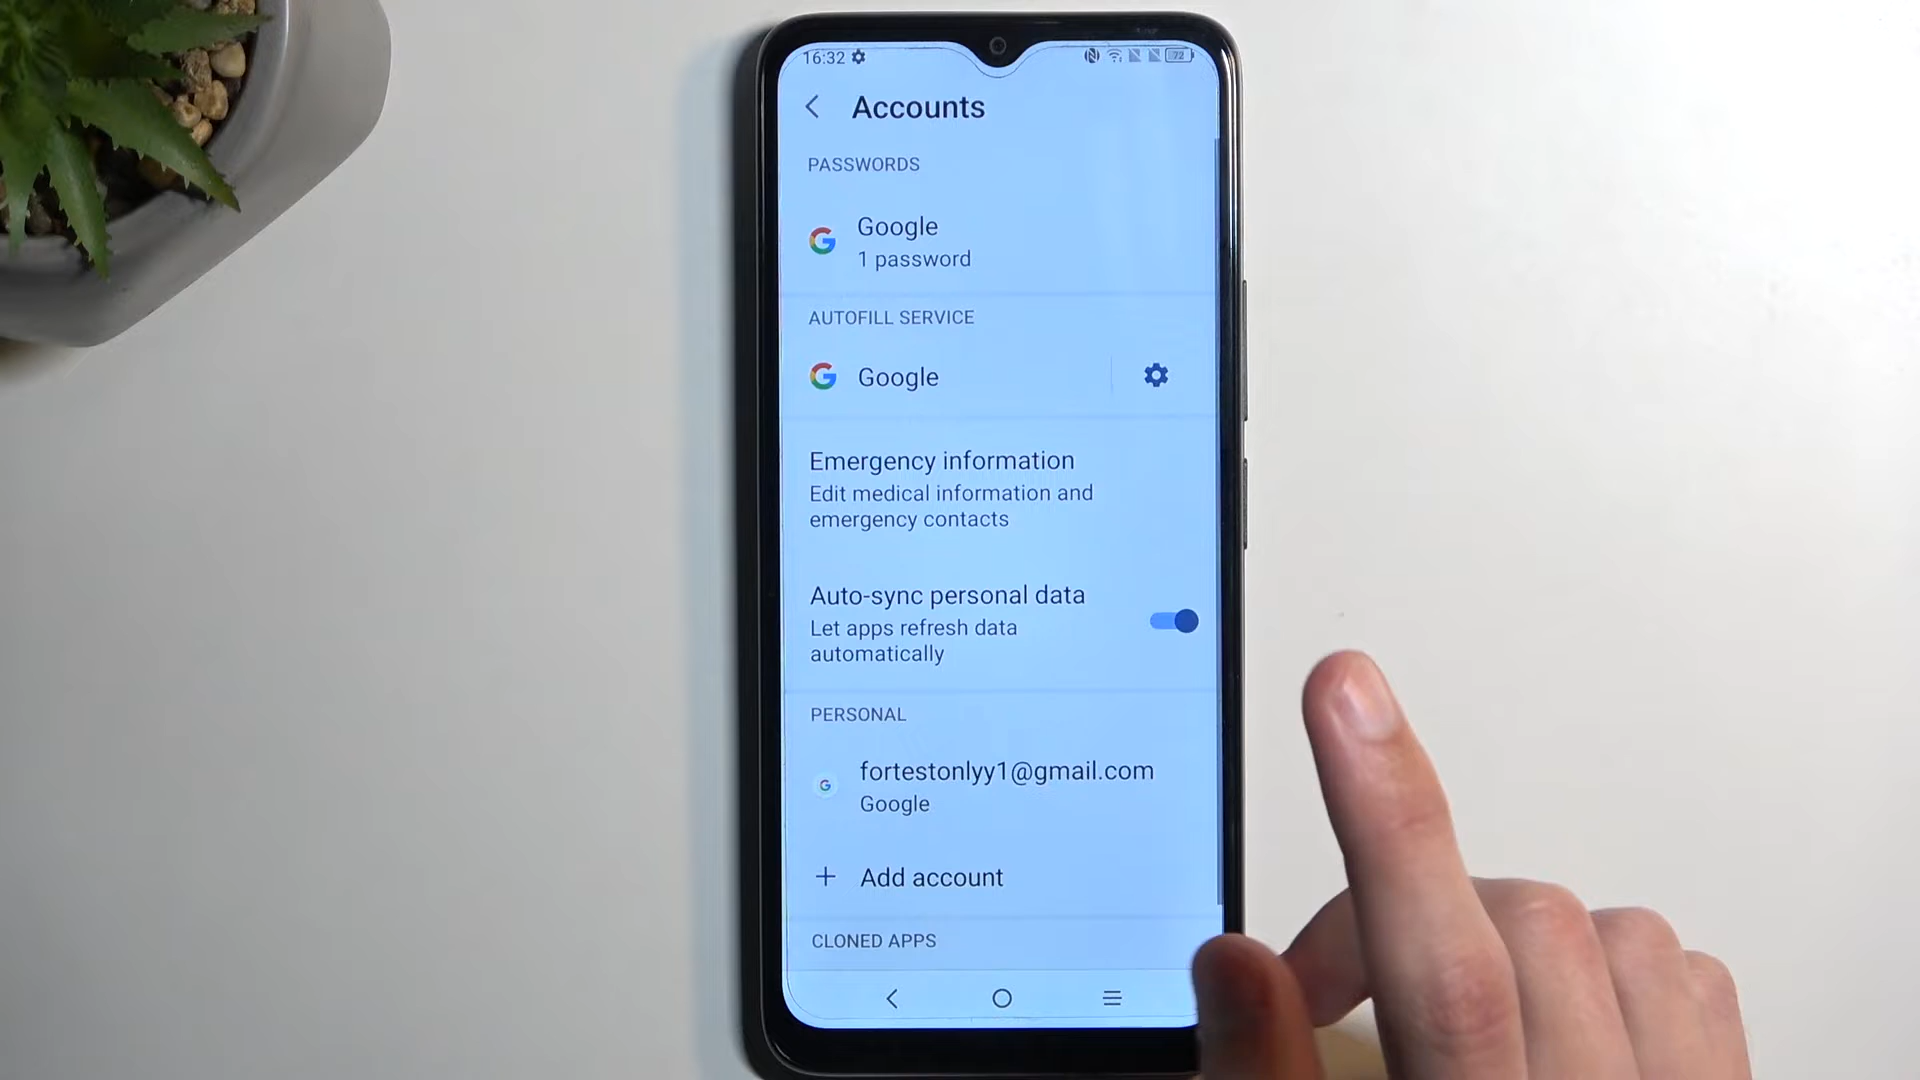 16:32
72
Accounts
PASSWORDS
Google
1 password
AUTOFILL SERVICE
Google
Emergency information
Edit medical information and
emergency contacts
Auto-sync personal data
Let apps refresh data
automatically
PERSONAL
fortestonlyy1@gmail.com
Google
+ Add account
CLONED APPS